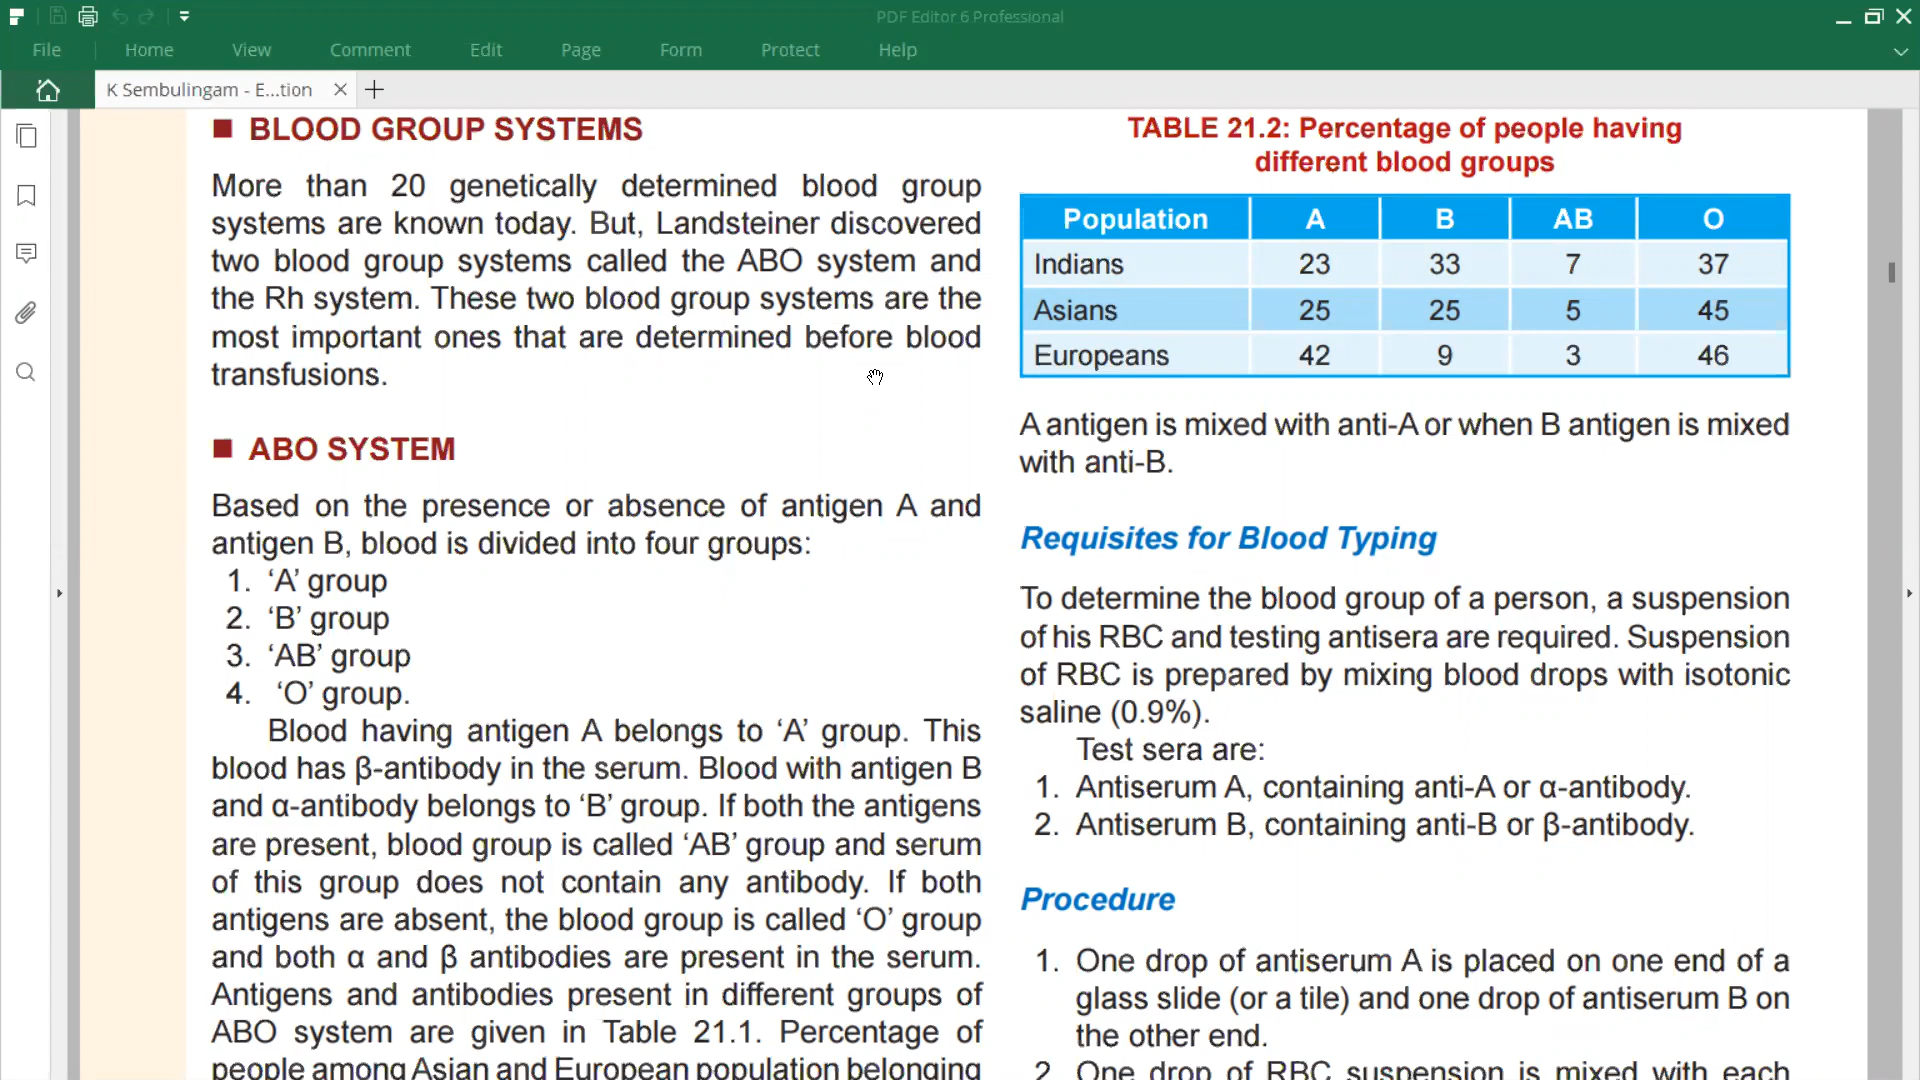 PDF Editor 6 Professional
File Home View Comment Edit Page Form Protect Help
K Sembulingam - E...tion
BLOOD GROUP SYSTEMS
More than 20 genetically determined blood group
systems are known today. But, Landsteiner discovered
two blood group systems called the ABO system and
the Rh system. These two blood group systems are the
most important ones that are determined before blood
transfusions.
ABO SYSTEM
Based on the presence or absence of antigen A and
antigen B, blood is divided into four groups:
1. ‘A’ group
2. ‘B’ group
3. ‘AB’ group
4. ‘O’ group.
Blood having antigen A belongs to ‘A’ group. This
blood has β-antibody in the serum. Blood with antigen B
and α-antibody belongs to ‘B’ group. If both the antigens
are present, blood group is called ‘AB’ group and serum
of this group does not contain any antibody. If both
antigens are absent, the blood group is called ‘O’ group
and both α and β antibodies are present in the serum.
Antigens and antibodies present in different groups of
ABO system are given in Table 21.1. Percentage of
people among Asian and European population belonging
TABLE 21.2: Percentage of people having
different blood groups
Population A B AB O
Indians 23 33 7 37
Asians 25 25 5 45
Europeans 42 9 3 46
A antigen is mixed with anti-A or when B antigen is mixed
with anti-B.
Requisites for Blood Typing
To determine the blood group of a person, a suspension
of his RBC and testing antisera are required. Suspension
of RBC is prepared by mixing blood drops with isotonic
saline (0.9%).
Test sera are:
1. Antiserum A, containing anti-A or α-antibody.
2. Antiserum B, containing anti-B or β-antibody.
Procedure
1. One drop of antiserum A is placed on one end of a
glass slide (or a tile) and one drop of antiserum B on
the other end.
2. One drop of RBC suspension is mixed with each